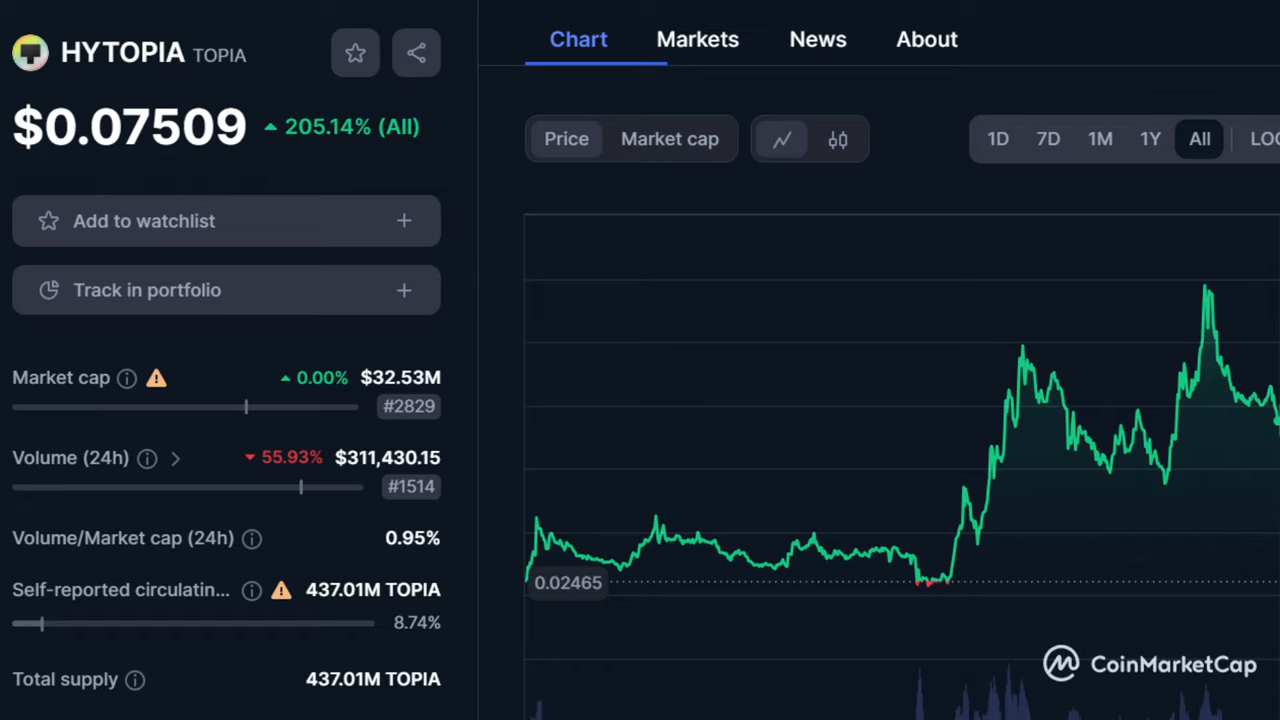 HYTOPIA TOPIA
$0.07509 205.14% (All)
Add to watchlist
Track in portfolio
Market cap 0.00% $32.53M
#2829
Volume (24h) 55.93% $311,430.15
#1514
Volume/Market cap (24h) 0.95%
Self-reported circulatin... 437.01M TOPIA
8.74%
Total supply 437.01M TOPIA
Chart Markets News About
Price Market cap 1D 7D 1M 1Y All LOG
0.02465
CoinMarketCap